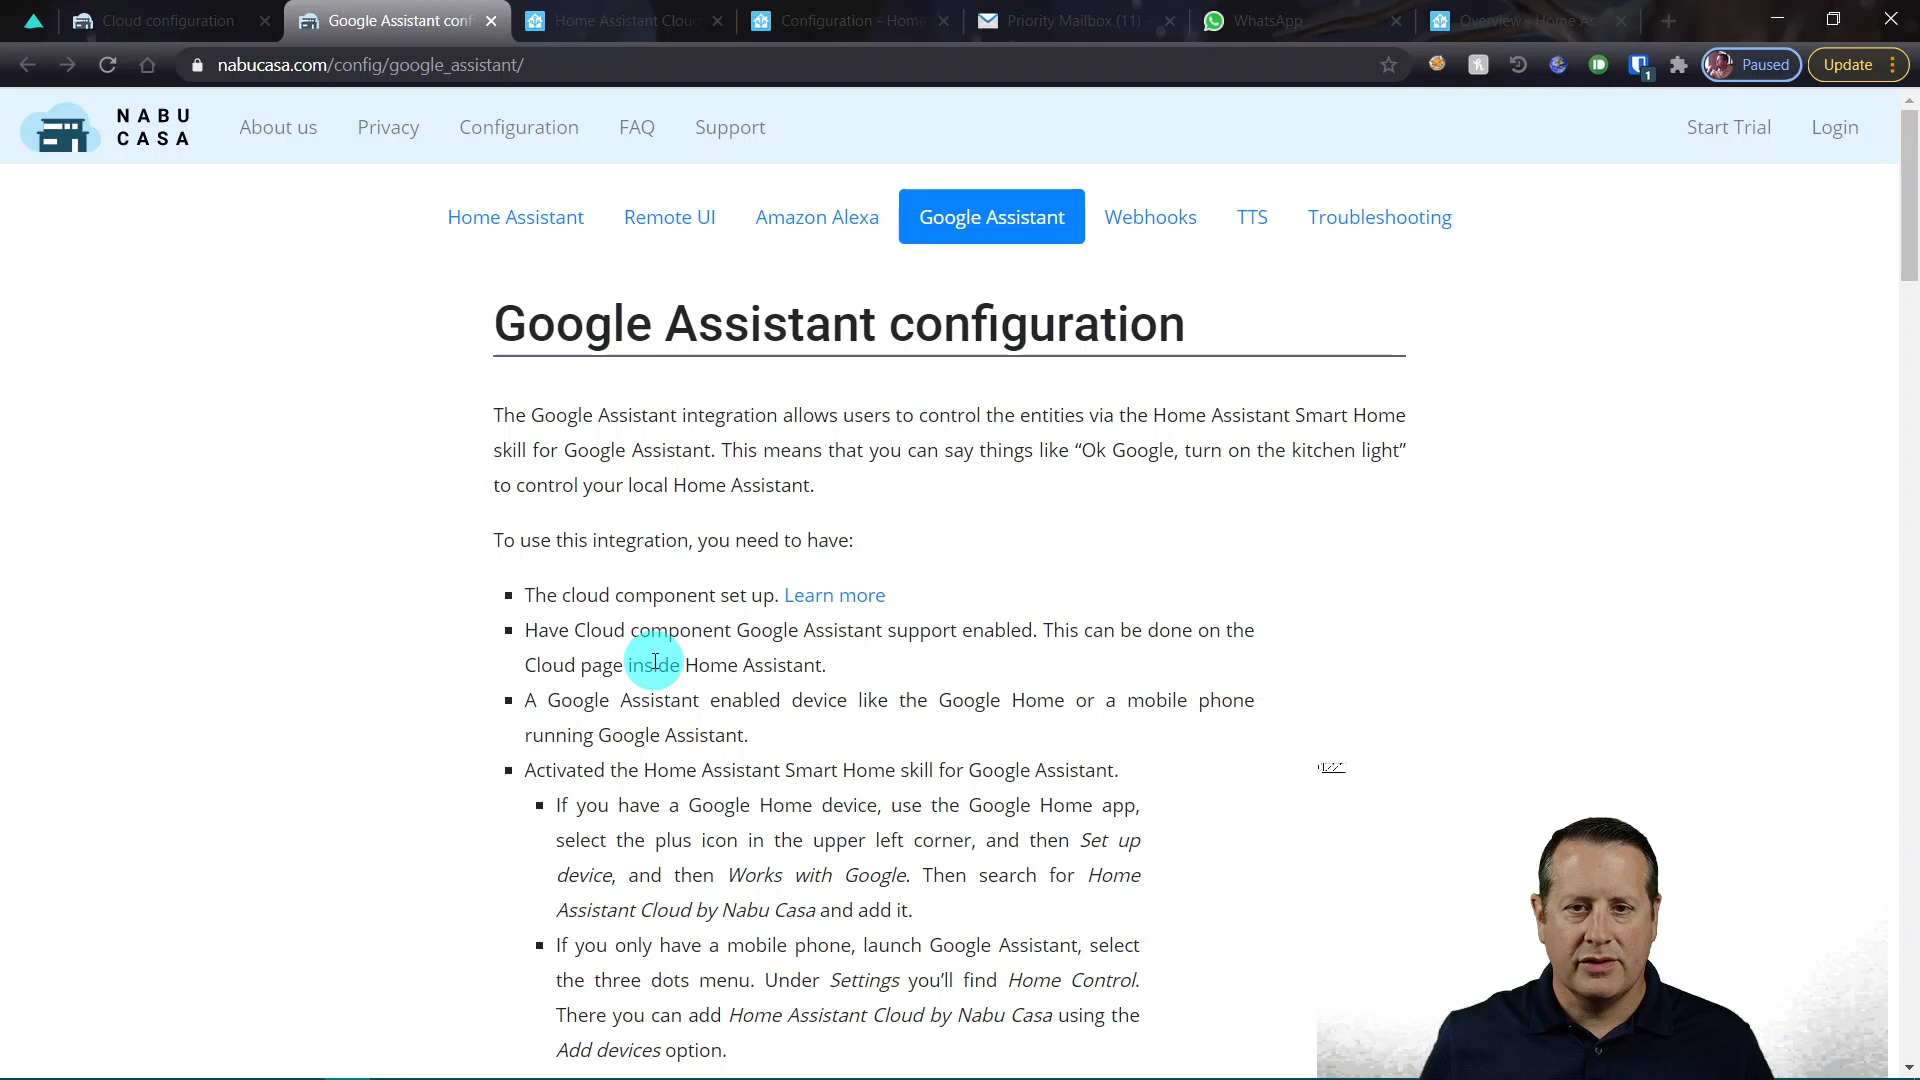 Cloud configuration
Google Assistant conf
Home Assistant Clou
Configuration - Home
Priority Mailbox (11) -
WhatsApp
Overview - Home As
nabucasa.com/config/google_assistant/
1
Paused
Update
NABU
CASA
About us
Privacy
Configuration
FAQ
Support
Start Trial
Login
Home Assistant
Remote UI
Amazon Alexa
Google Assistant
Webhooks
TTS
Troubleshooting
Google Assistant configuration
The Google Assistant integration allows users to control the entities via the Home Assistant Smart Home
skill for Google Assistant. This means that you can say things like “Ok Google, turn on the kitchen light”
to control your local Home Assistant.
To use this integration, you need to have:
The cloud component set up. Learn more
Have Cloud component Google Assistant support enabled. This can be done on the
Cloud page inside Home Assistant.
A Google Assistant enabled device like the Google Home or a mobile phone
running Google Assistant.
Activated the Home Assistant Smart Home skill for Google Assistant.
If you have a Google Home device, use the Google Home app,
select the plus icon in the upper left corner, and then Set up
device, and then Works with Google. Then search for Home
Assistant Cloud by Nabu Casa and add it.
If you only have a mobile phone, launch Google Assistant, select
the three dots menu. Under Settings you’ll find Home Control.
There you can add Home Assistant Cloud by Nabu Casa using the
Add devices option.